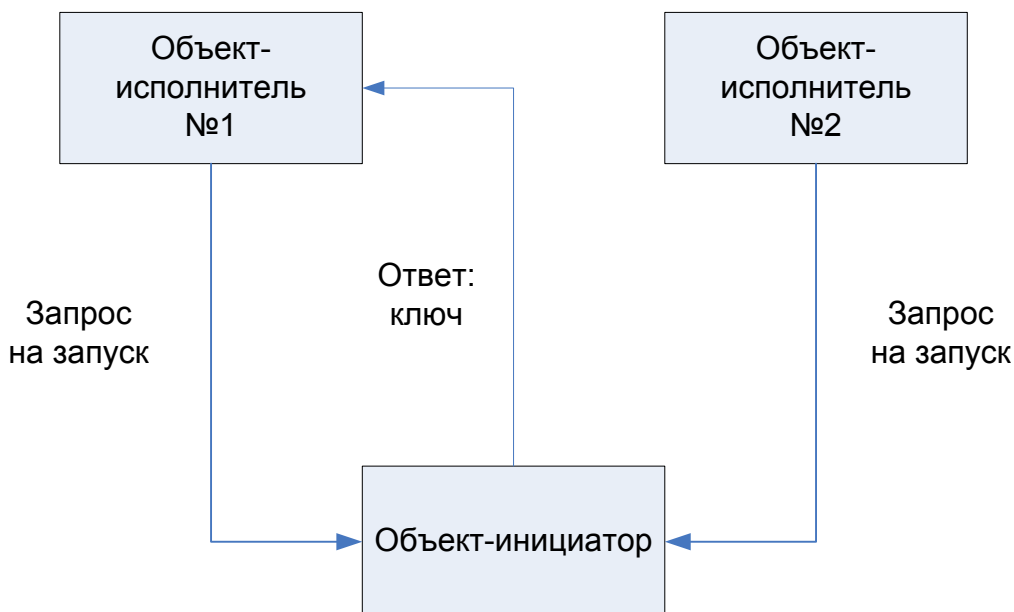 Объект-
исполнитель
№1
Объект-
исполнитель
№2
Ответ:
ключ
Запрос
на запуск
Запрос
на запуск
Объект-инициатор